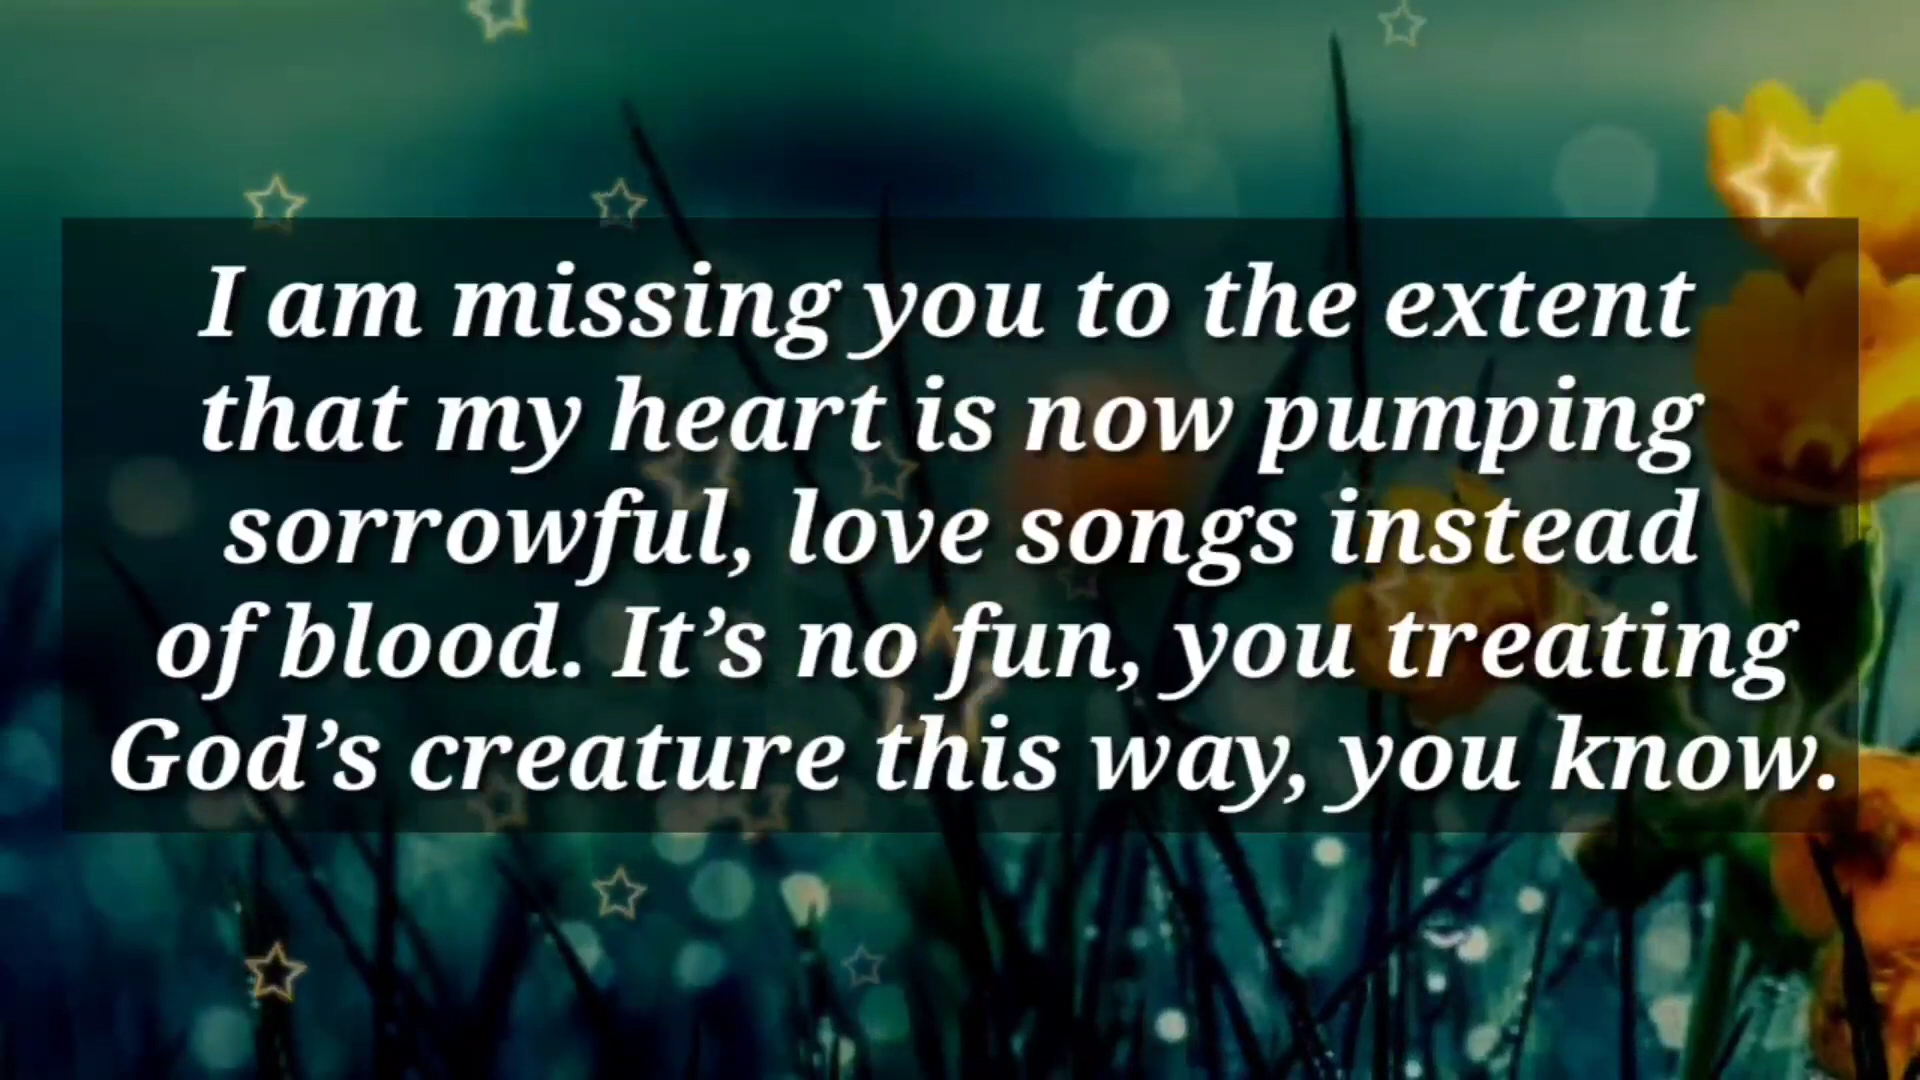 I am missing you to the extent
that my heart is now pumping
sorrowful, love songs instead
of blood. It’s no fun, you treating
God’s creature this way, you know.